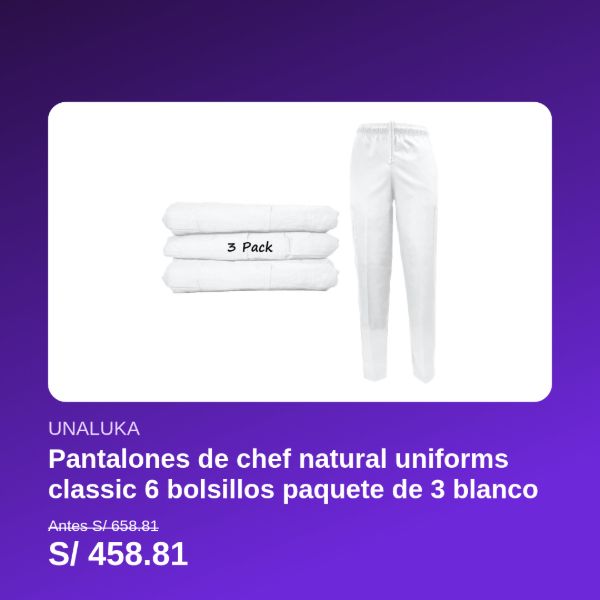 3 Pack
UNALUKA
Pantalones de chef natural uniforms
classic 6 bolsillos paquete de 3 blanco
Antes S/ 658.81
S/ 458.81